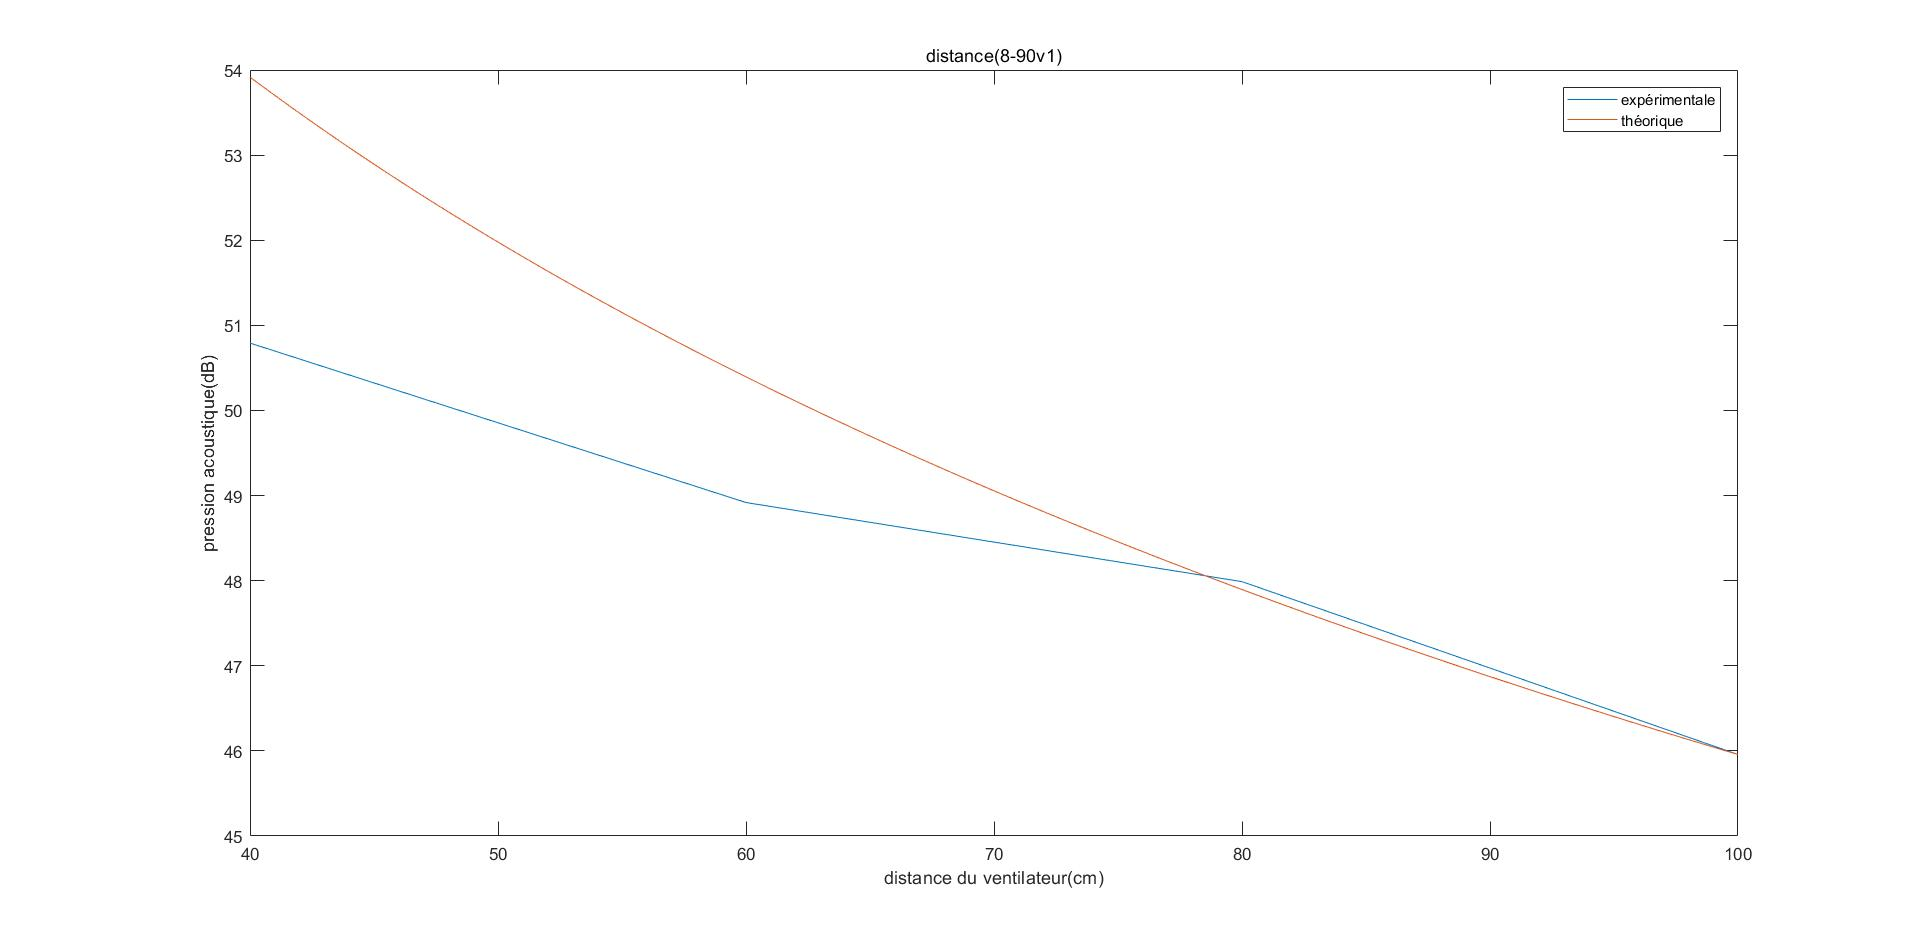 distance(8-90v1)
54
53
52
51
50
49
48
47
46
45
pression acoustique(dB)
expérimentale
théorique
40 50 60 70 80 90 100
distance du ventilateur(cm)